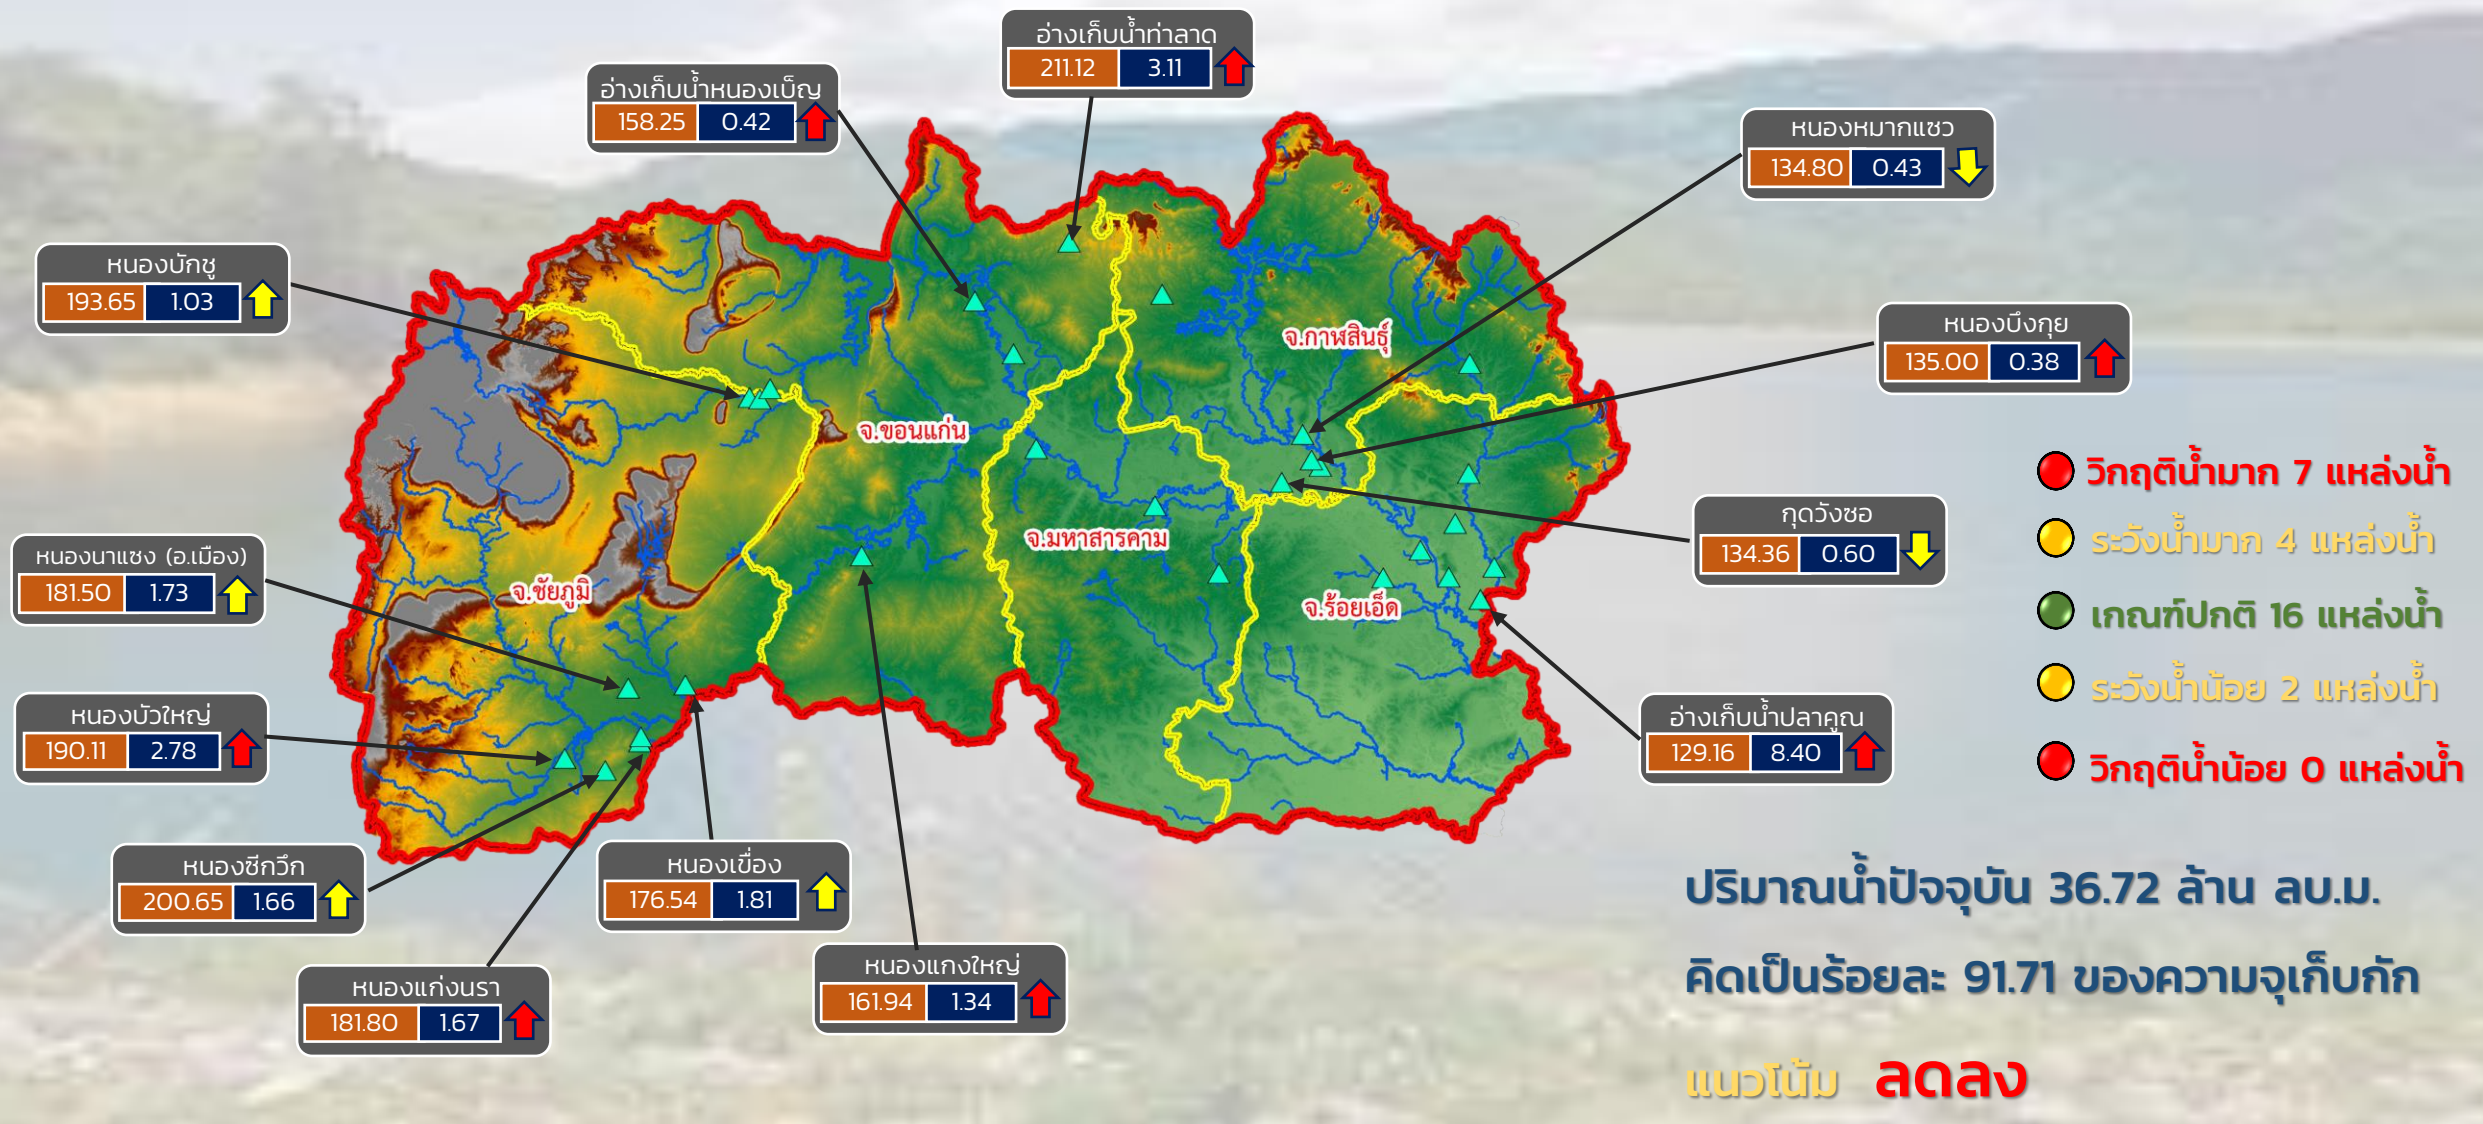 อ่างเก็บน้ำท่าลาด
211.12 3.11
อ่างเก็บน้ำหนองเบ็ญ
158.25 0.42
หนองหมากแซว
134.80 0.43
หนองบักชู
193.65 1.03
หนองบึงกุย
135.00 0.38
จ.กาฬสินธุ์
จ.ขอนแก่น
จ.มหาสารคาม
จ.ชัยภูมิ
จ.ร้อยเอ็ด
วิกฤติน้ำมาก 7 แหล่งน้ำ
ระวังน้ำมาก 4 แหล่งน้ำ
เกณฑ์ปกติ 16 แหล่งน้ำ
ระวังน้ำน้อย 2 แหล่งน้ำ
วิกฤติน้ำน้อย 0 แหล่งน้ำ
กุดวังซอ
134.36 0.60
หนองนาแซง (อ.เมือง)
181.50 1.73
หนองบัวใหญ่
190.11 2.78
อ่างเก็บน้ำปลาคูณ
129.16 8.40
หนองซีกวึก
200.65 1.66
หนองเขื่อง
176.54 1.81
หนองแก่งนรา
181.80 1.67
หนองแกงใหญ่
161.94 1.34
ปริมาณน้ำปัจจุบัน 36.72 ล้าน ลบ.ม.
คิดเป็นร้อยละ 91.71 ของความจุเก็บกัก
แนวโน้ม ลดลง